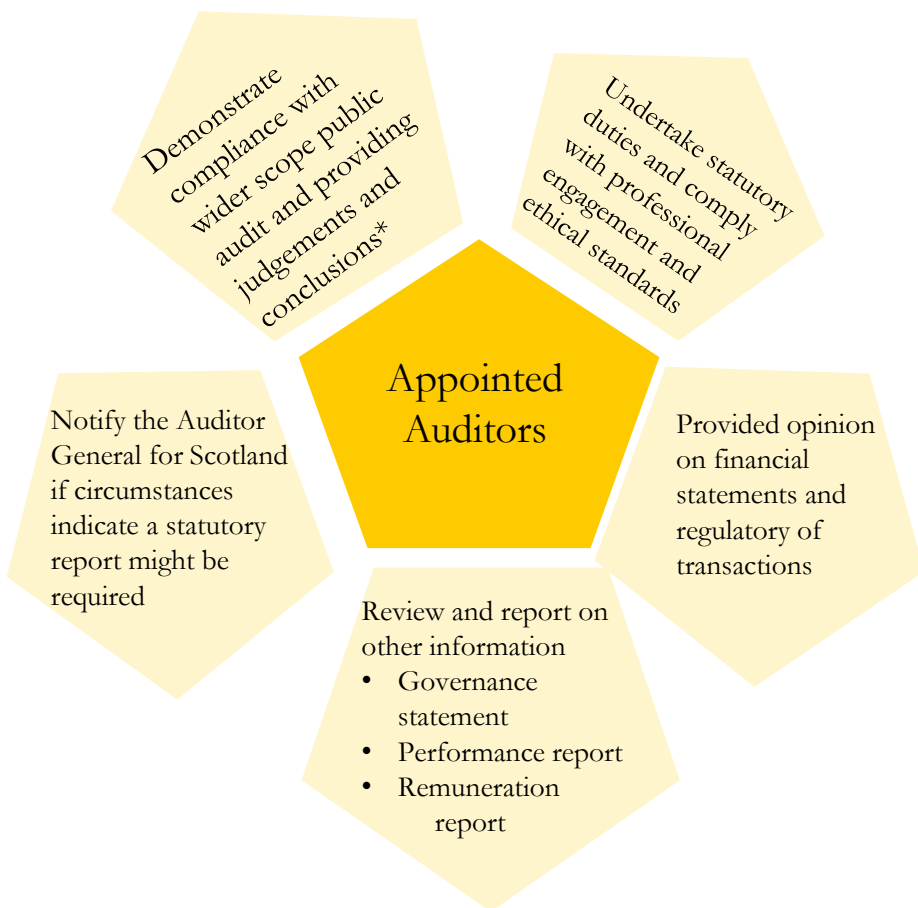 Demonstrate
compliance with
wider scope public
audit and providing
judgements and
conclusions*
Undertake statutory
duties and comply
with professional
engagement and
ethical standards
Appointed
Auditors
Notify the Auditor
General for Scotland
if circumstances
indicate a statutory
report might be
required
Provided opinion
on financial
statements and
regulatory of
transactions
Review and report on
other information
• Governance
statement
• Performance report
• Remuneration
report